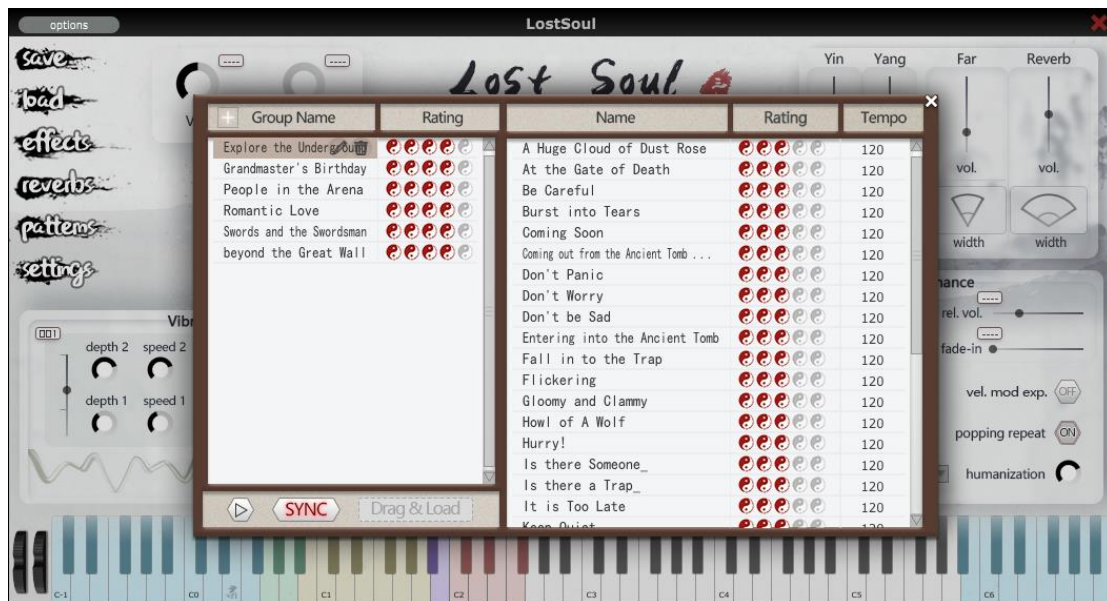 options
LostSoul
save
load
effects
reverbs
patterns
settings
Lost Soul
Yin
Yang
Far
Reverb
vol.
vol.
width
width
Group Name
Rating
Explore the Underground
Grandmaster's Birthday
People in the Arena
Romantic Love
Swords and the Swordsman
beyond the Great Wall
SYNC
Drag & Load
Name
Rating
Tempo
A Huge Cloud of Dust Rose 120
At the Gate of Death 120
Be Careful 120
Burst into Tears 120
Coming Soon 120
Coming out from the Ancient Tomb ... 120
Don't Panic 120
Don't Worry 120
Don't be Sad 120
Entering into the Ancient Tomb 120
Fall in to the Trap 120
Flickering 120
Gloomy and Clammy 120
Howl of A Wolf 120
Hurry! 120
Is there Someone_ 120
Is there a Trap_ 120
It is Too Late 120
Keep Quiet 120
001
Vibr
depth 2
speed 2
depth 1
speed 1
mance
rel. vol.
fade-in
vel. mod exp.
OFF
popping repeat
ON
humanization
C-1
C0
C1
C2
C3
C4
C5
C6